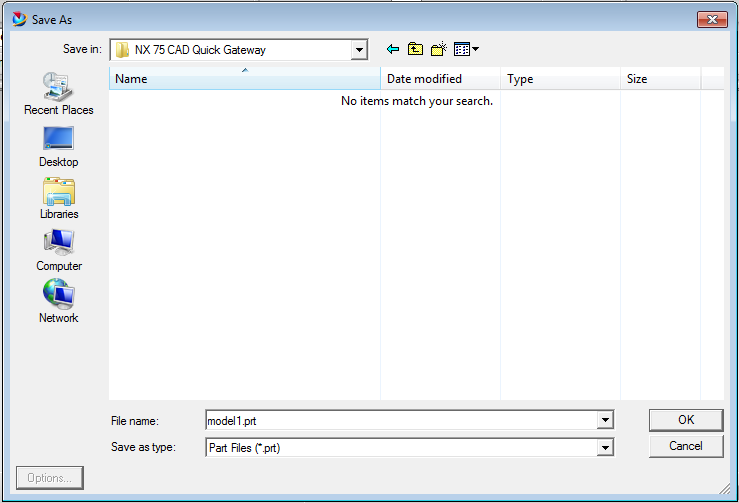 Save As
Save in: NX 75 CAD Quick Gateway
Name Date modified Type Size
No items match your search.
Recent Places
Desktop
Libraries
Computer
Network
File name: model1.prt OK
Save as type: Part Files (*.prt) Cancel
Options...